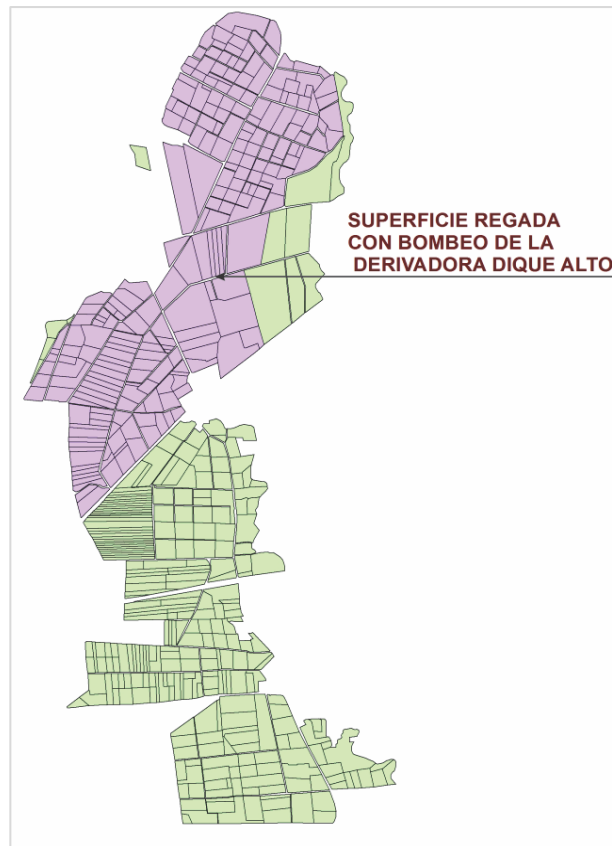 SUPERFICIE REGADA
CON BOMBEO DE LA
DERIVADORA DIQUE ALTO